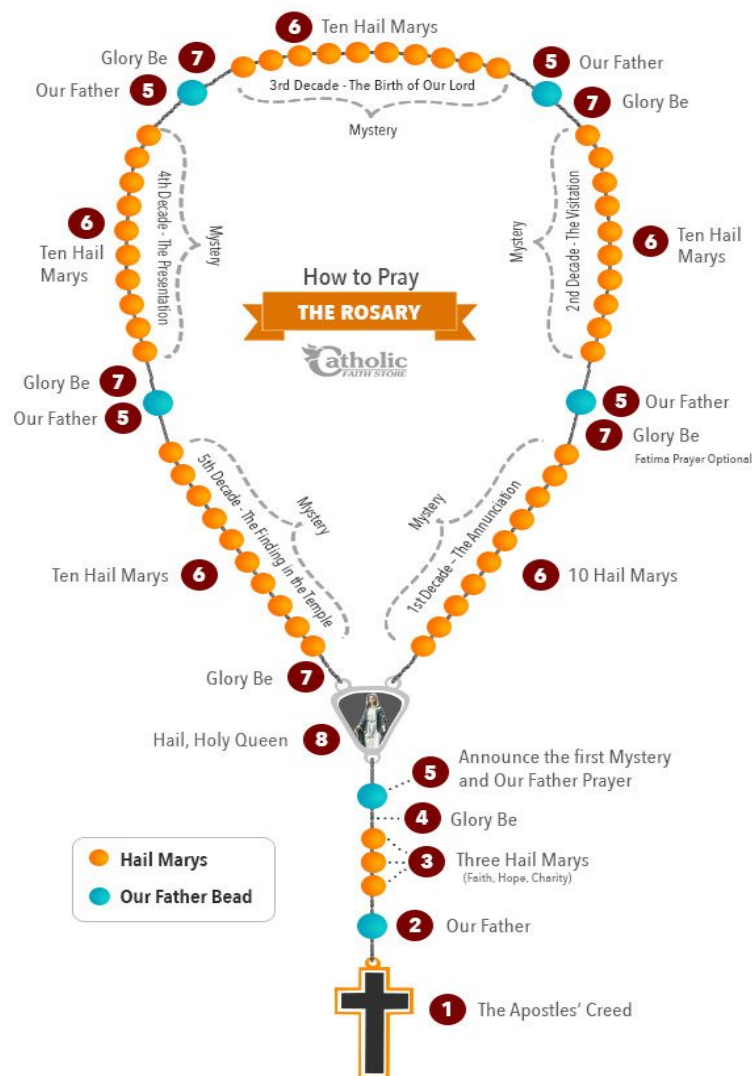 6 Ten Hail Marys
Glory Be 7
Our Father 5
5 Our Father
7 Glory Be
3rd Decade - The Birth of Our Lord
Mystery
4th Decade - The Presentation
Mystery
6
Ten Hail
Marys
2nd Decade - The Visitation
Mystery
6 Ten Hail
Marys
How to Pray
THE ROSARY
Catholic
FAITH STORE
Glory Be 7
Our Father 5
5 Our Father
7 Glory Be
Fatima Prayer Optional
5th Decade - The Finding in the Temple
Mystery
Mystery
1st Decade - The Annunciation
Ten Hail Marys 6
6 10 Hail Marys
Glory Be 7
Hail, Holy Queen 8
5 Announce the first Mystery
and Our Father Prayer
4 Glory Be
3 Three Hail Marys
(Faith, Hope, Charity)
Hail Marys
Our Father Bead
2 Our Father
1 The Apostles' Creed